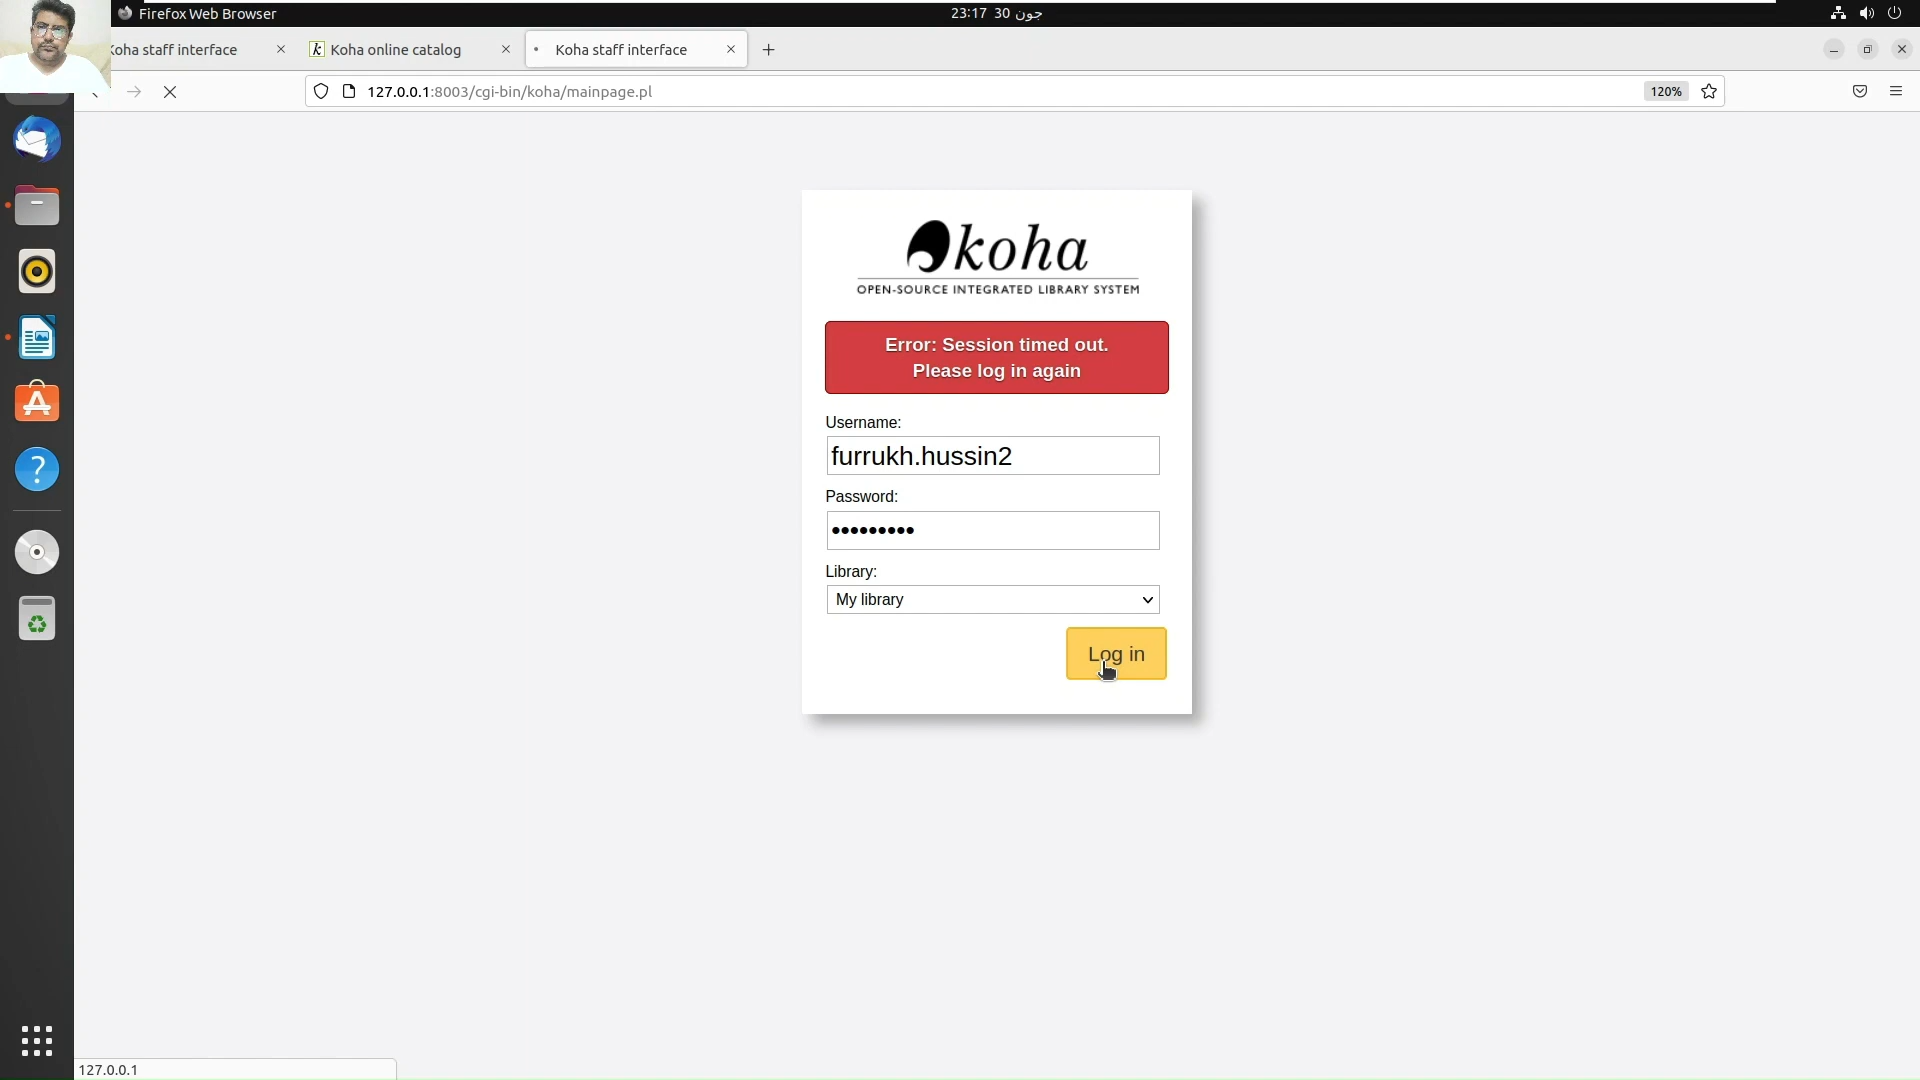 Firefox Web Browser
23:17 30 جون
Koha staff interface
Koha online catalog
Koha staff interface
127.0.0.1:8003/cgi-bin/koha/mainpage.pl
120%
koha
OPEN-SOURCE INTEGRATED LIBRARY SYSTEM
Error: Session timed out.
Please log in again
Username:
furrukh.hussin2
Password:
•••••••••
Library:
My library
Log in
127.0.0.1